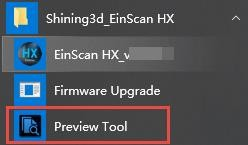 Shining3d_EinScan HX
HX
EinScan HX_v
Firmware Upgrade
Preview Tool